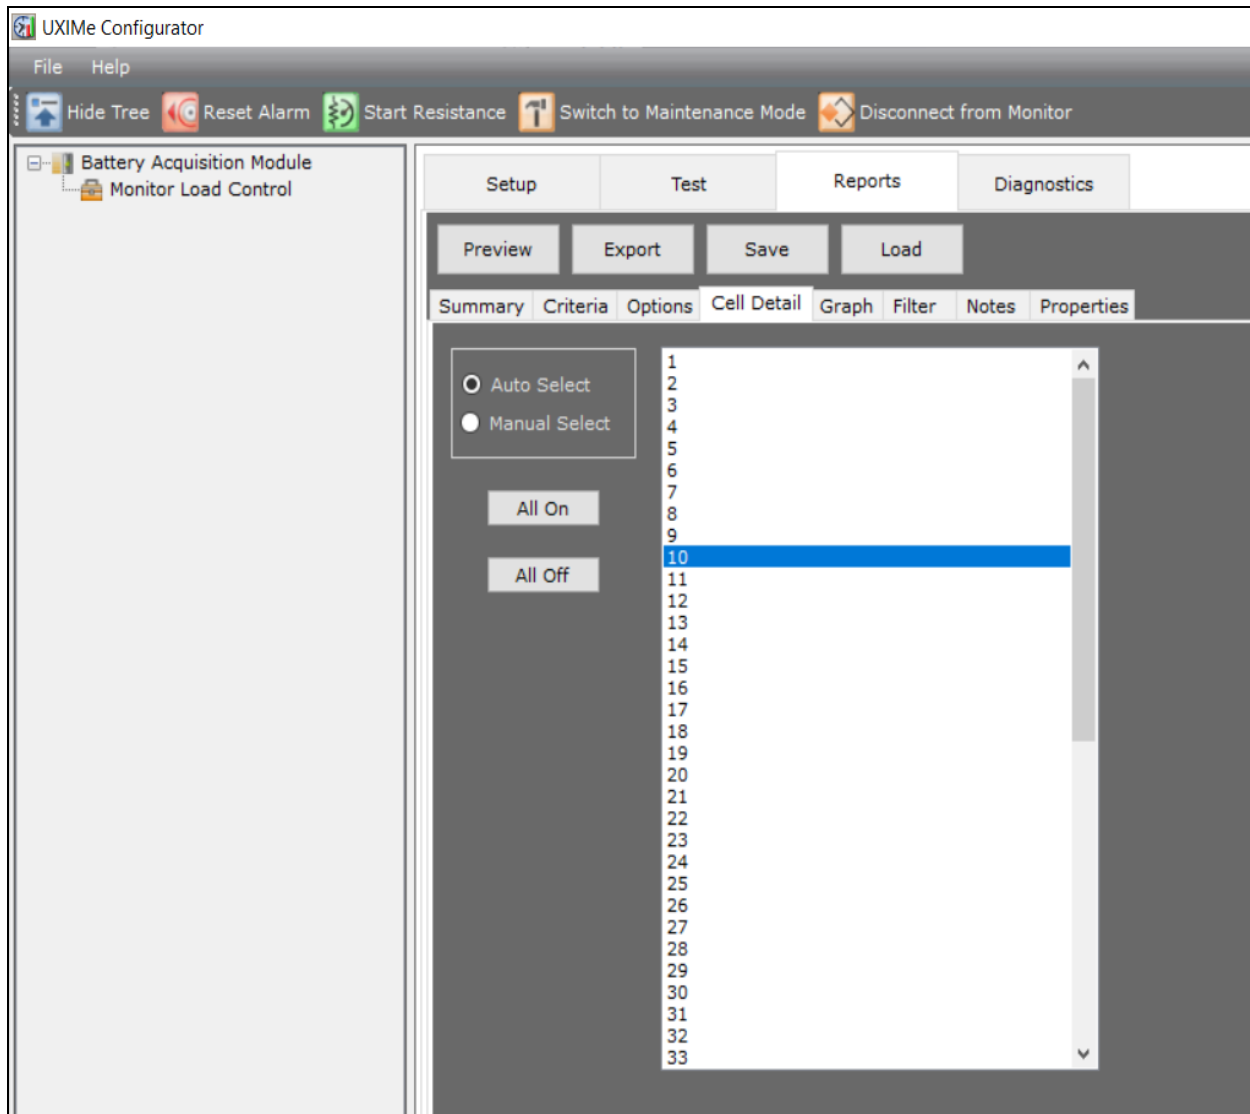 UXIMe Configurator
File Help
Hide Tree Reset Alarm Start Resistance Switch to Maintenance Mode Disconnect from Monitor
Battery Acquisition Module
Monitor Load Control
Setup Test Reports Diagnostics
Preview Export Save Load
Summary Criteria Options Cell Detail Graph Filter Notes Properties
Auto Select
Manual Select
All On
All Off
1
2
3
4
5
6
7
8
9
10
11
12
13
14
15
16
17
18
19
20
21
22
23
24
25
26
27
28
29
30
31
32
33